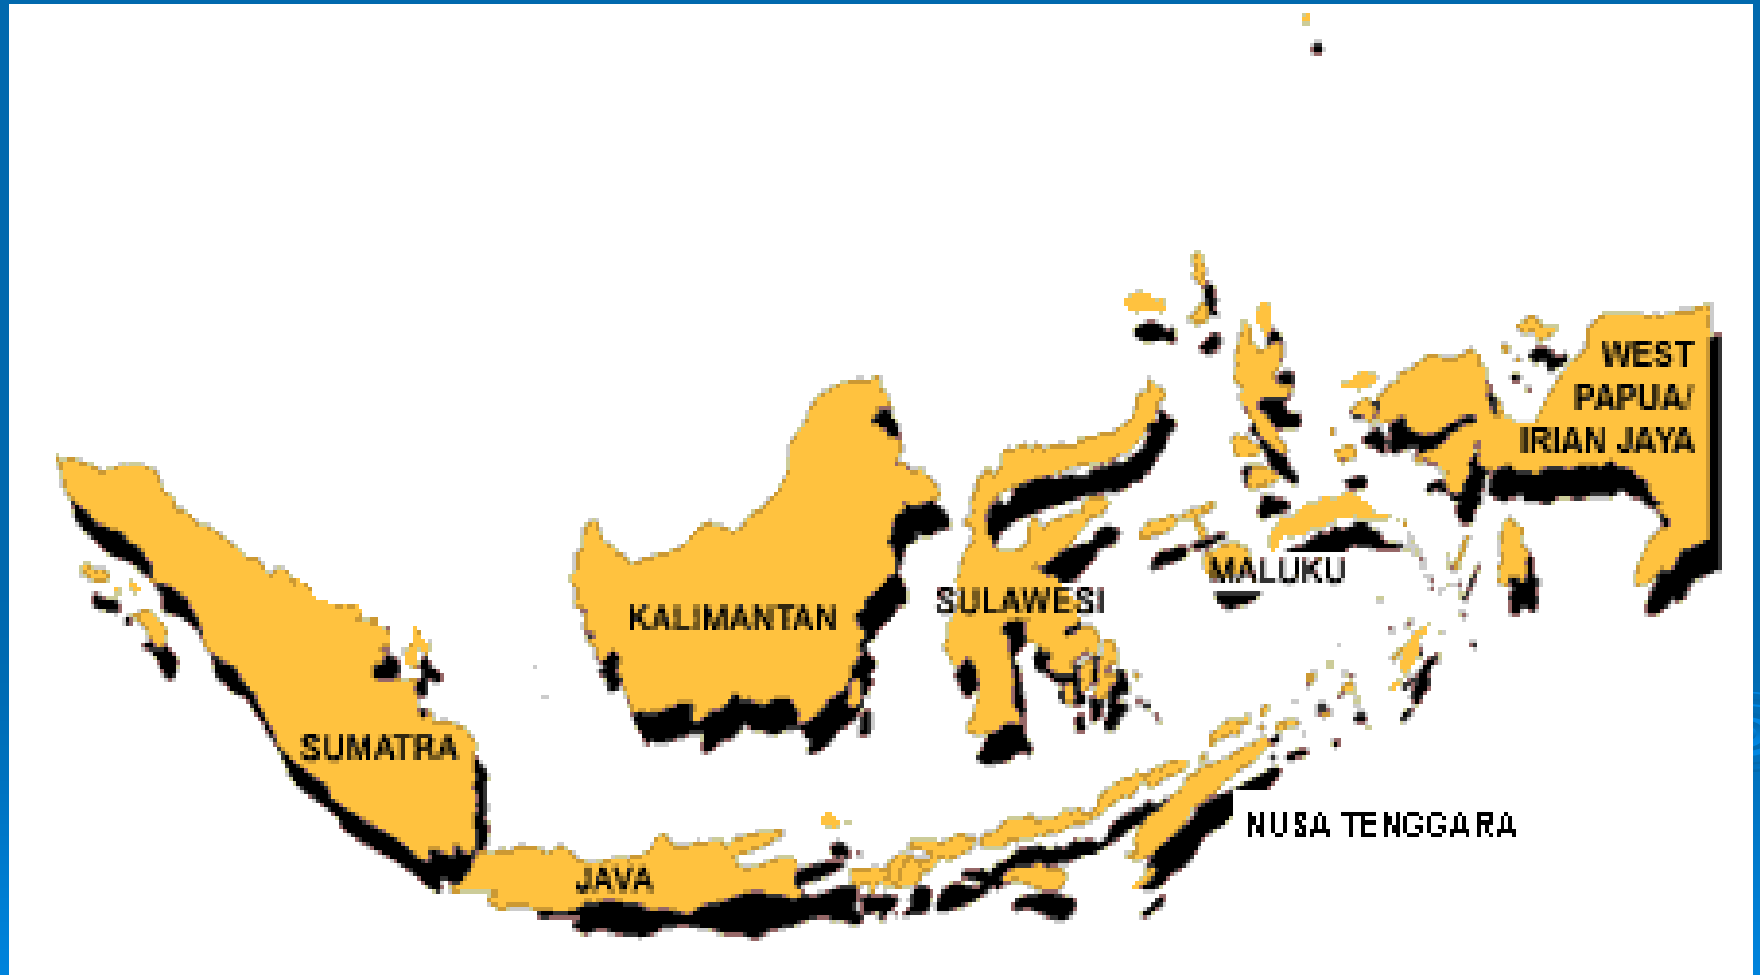 WEST
PAPUA/
IRIAN JAYA
MALUKU
SULAWESI
KALIMANTAN
SUMATRA
NUSA TENGGARA
JAVA